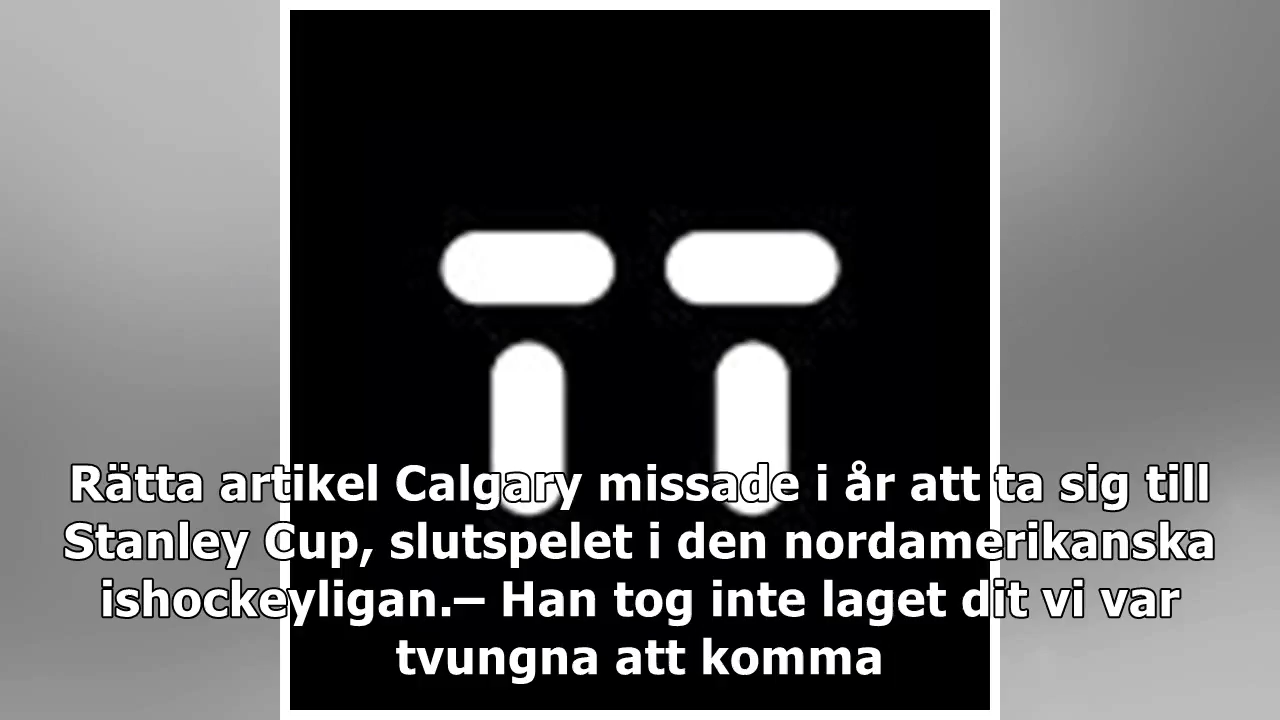 TT
Rätta artikel Calgary missade i år att ta sig till
Stanley Cup, slutspelet i den nordamerikanska
ishockeyligan.– Han tog inte laget dit vi var
tvungna att komma